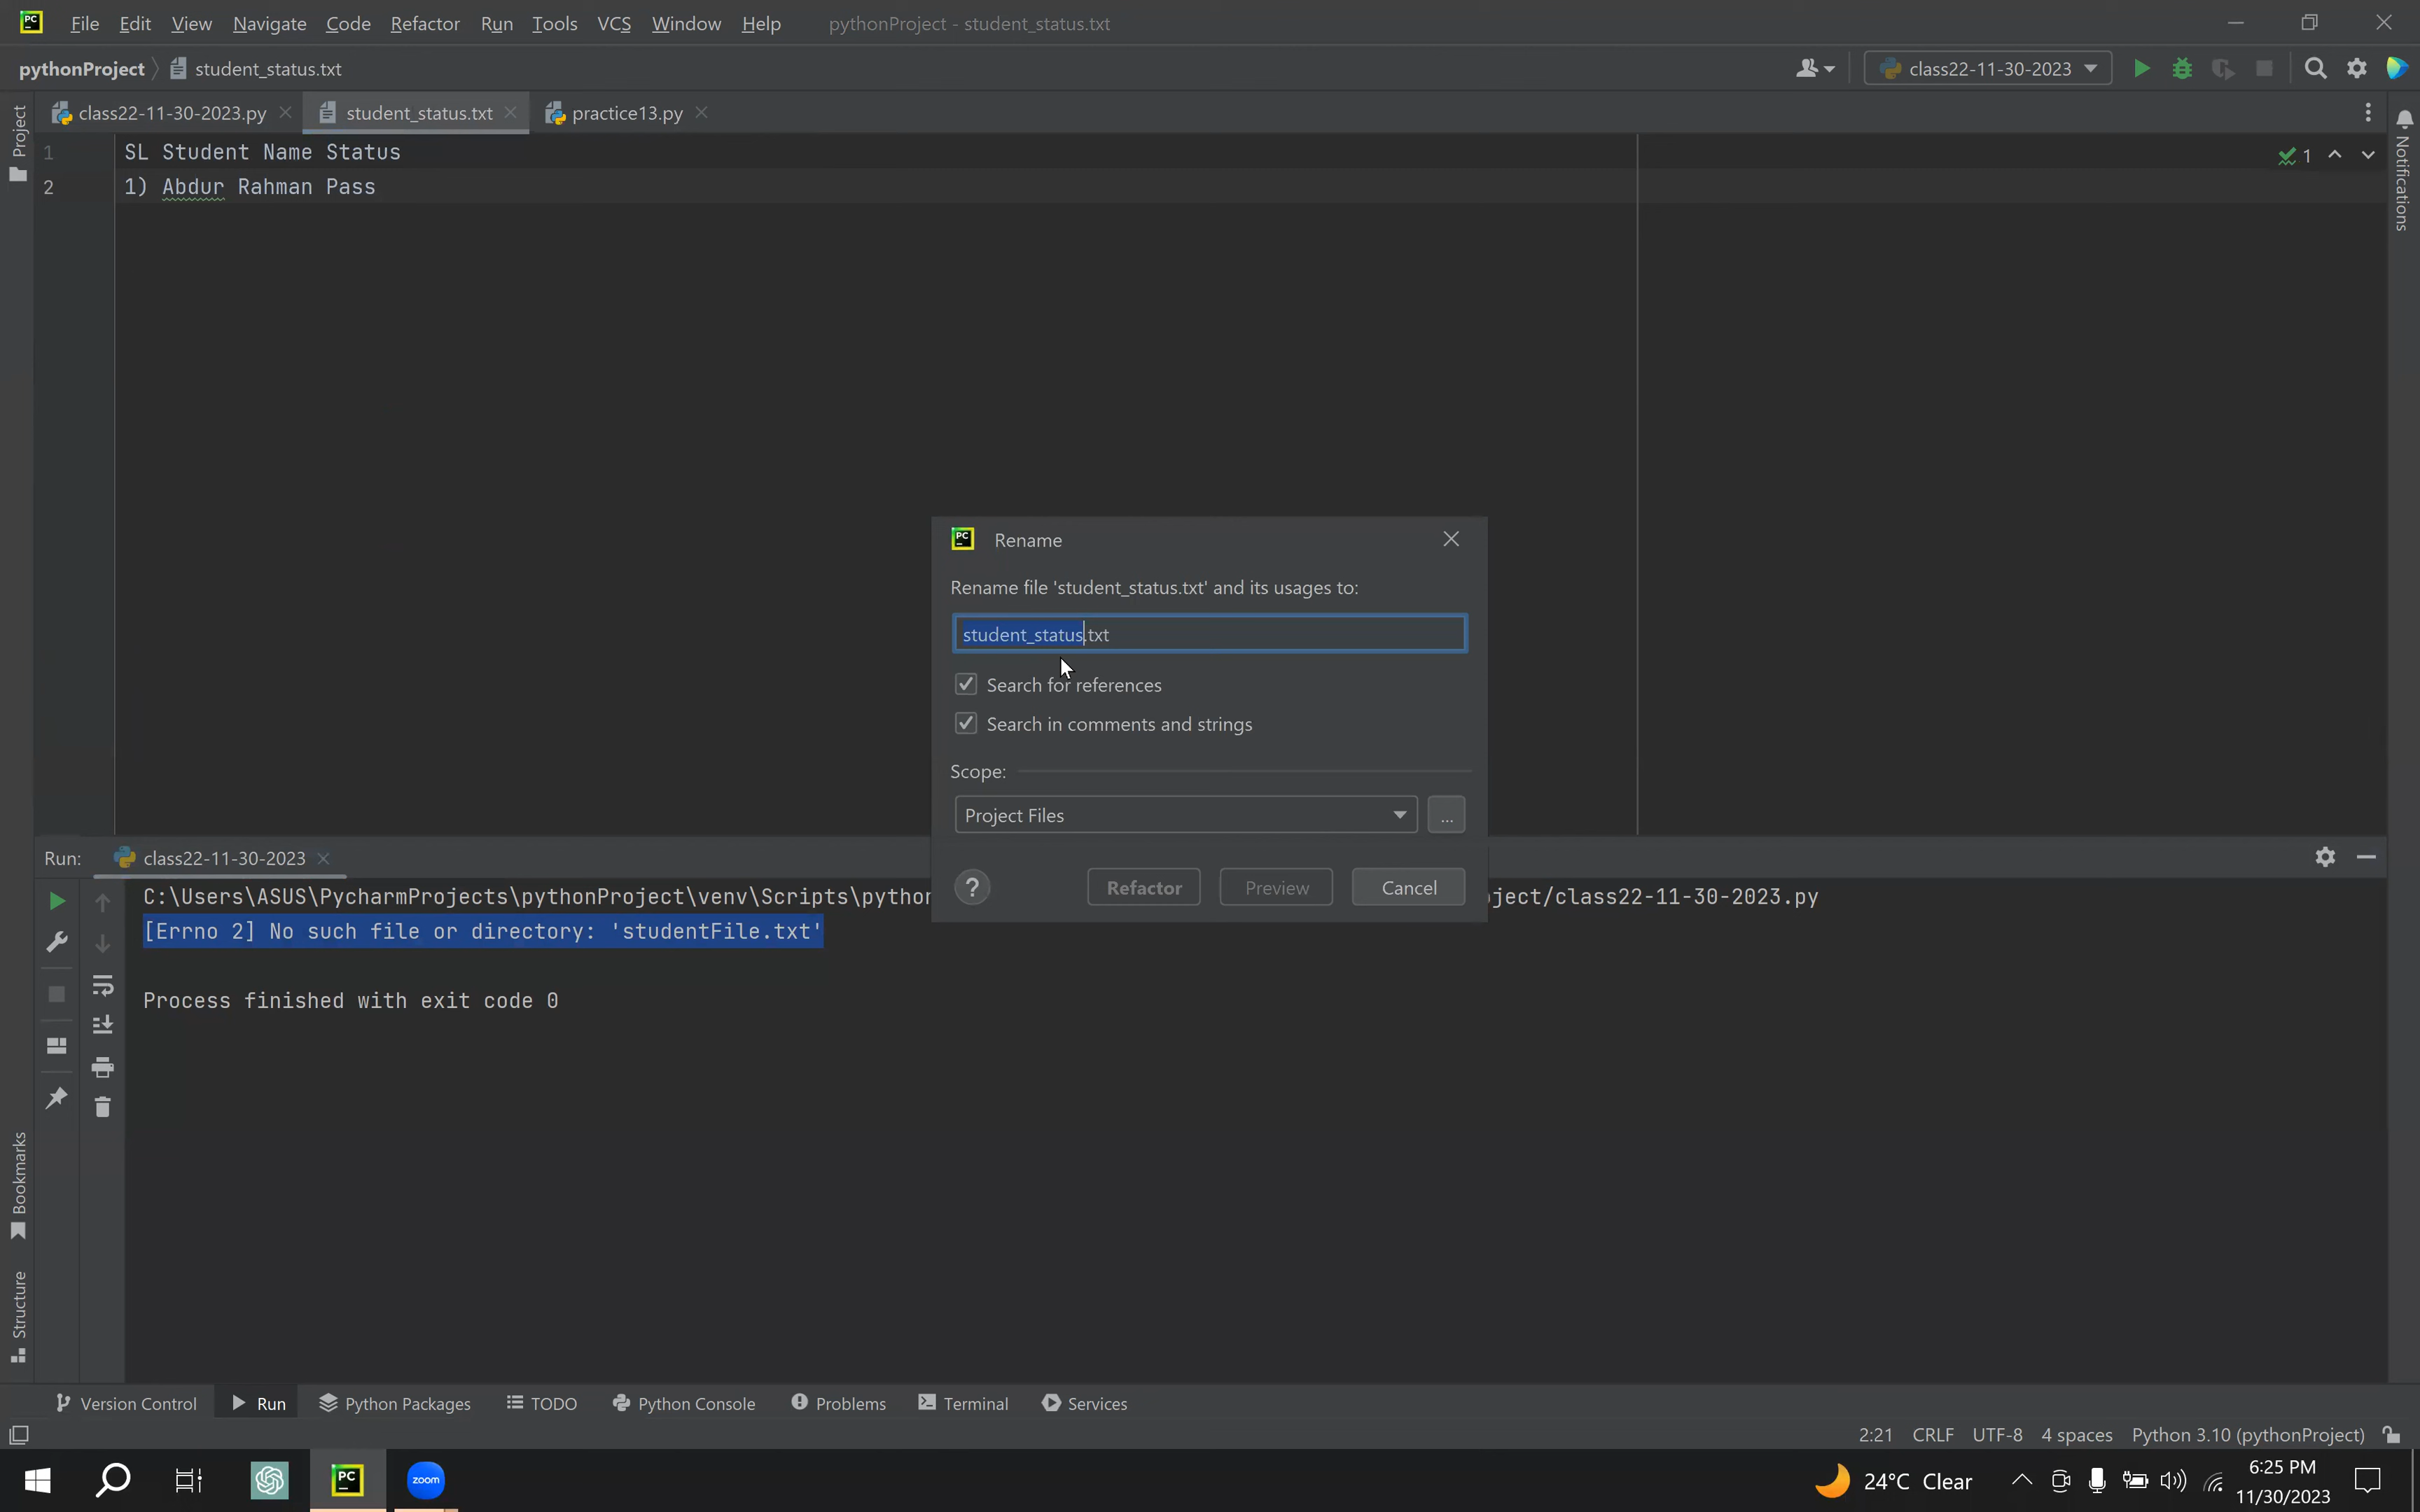 File Edit View Navigate Code Refactor Run Tools VCS Window Help pythonProject - student_status.txt
pythonProject student_status.txt class22-11-30-2023
class22-11-30-2023.py student_status.txt practice13.py
Project
Notifications
1 SL Student Name Status 1
2 1) Abdur Rahman Pass
PC Rename
Rename file 'student_status.txt' and its usages to:
student_status.txt
Search for references
Search in comments and strings
Scope:
Project Files ...
? Refactor Preview Cancel
Run: class22-11-30-2023
C:\Users\ASUS\PycharmProjects\pythonProject\venv\Scripts\python ject/class22-11-30-2023.py
[Errno 2] No such file or directory: 'studentFile.txt'
Process finished with exit code 0
Bookmarks
Structure
Version Control Run Python Packages TODO Python Console Problems Terminal Services
2:21 CRLF UTF-8 4 spaces Python 3.10 (pythonProject)
PC zoom 24°C Clear 6:25 PM
11/30/2023